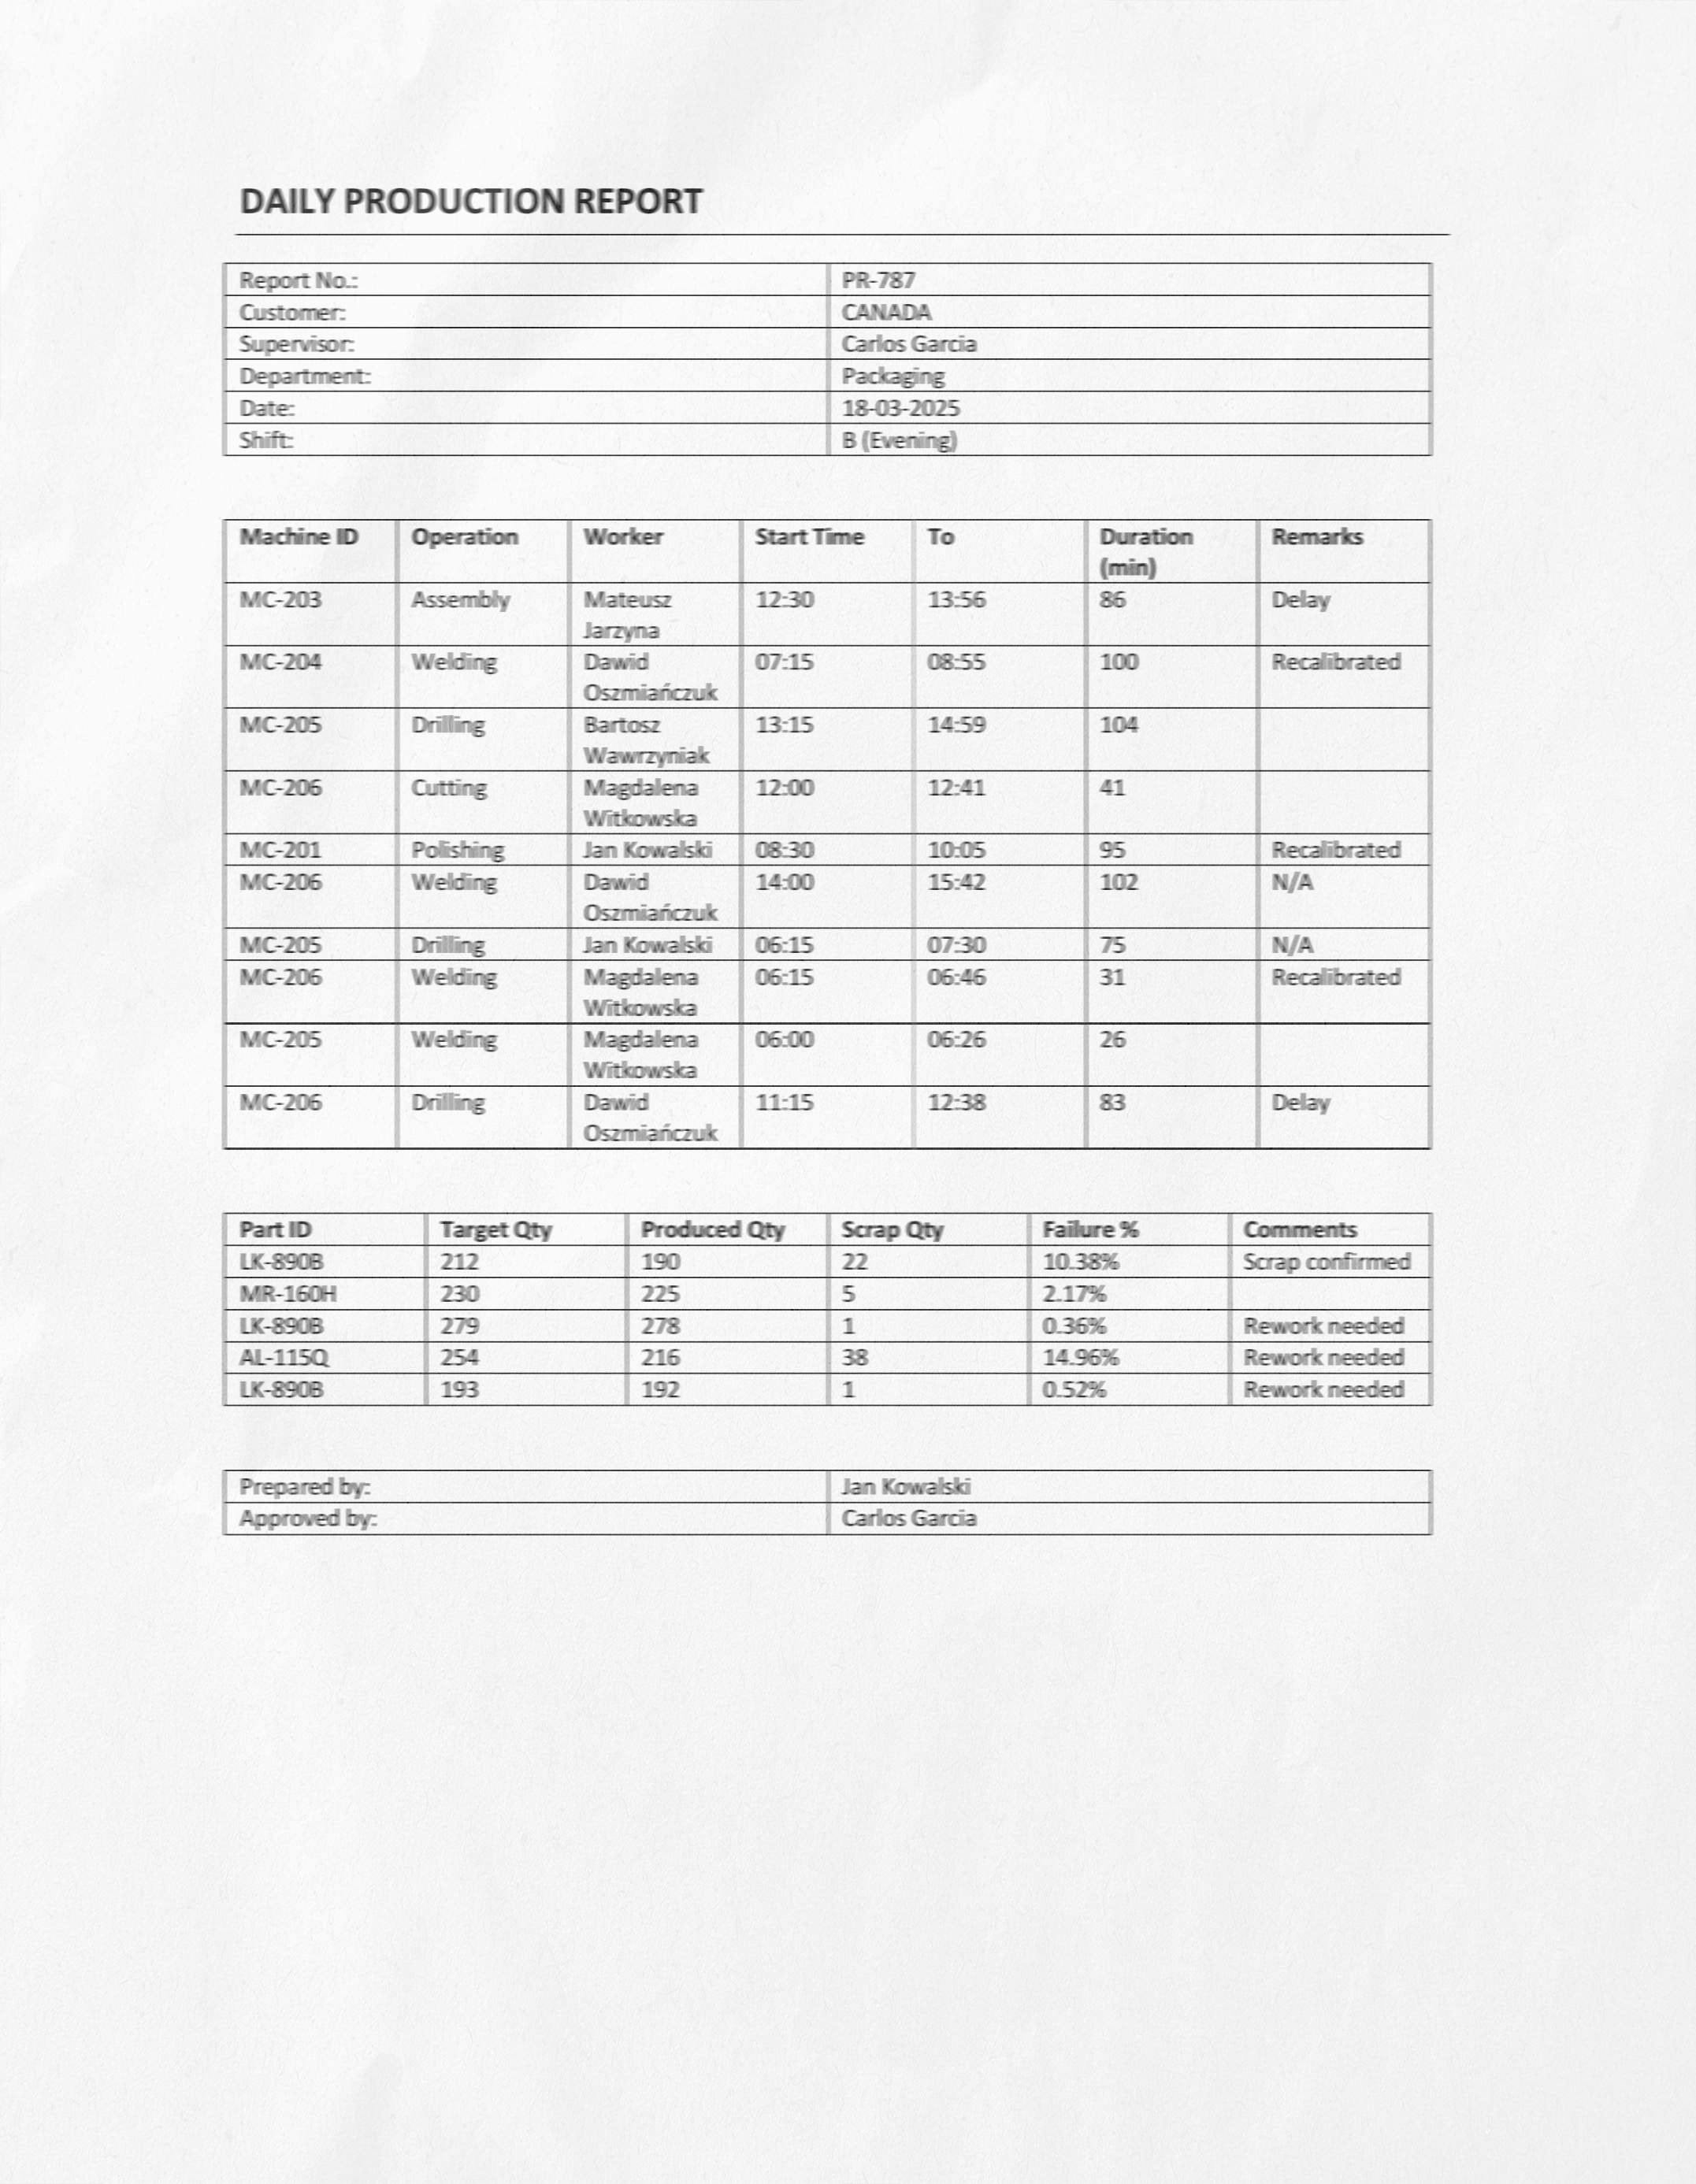 DAILY PRODUCTION REPORT
Report No.: PR-787
Customer: CANADA
Supervisor: Carlos Garcia
Department: Packaging
Date: 18-03-2025
Shift: B (Evening)
Machine ID Operation Worker Start Time To Duration (min) Remarks
MC-203 Assembly Mateusz Jarzyna 12:30 13:56 86 Delay
MC-204 Welding Dawid Oszmiańczuk 07:15 08:55 100 Recalibrated
MC-205 Drilling Bartosz Wawrzyniak 13:15 14:59 104
MC-206 Cutting Magdalena Witkowska 12:00 12:41 41
MC-201 Polishing Jan Kowalski 08:30 10:05 95 Recalibrated
MC-206 Welding Dawid Oszmiańczuk 14:00 15:42 102 N/A
MC-205 Drilling Jan Kowalski 06:15 07:30 75 N/A
MC-206 Welding Magdalena Witkowska 06:15 06:46 31 Recalibrated
MC-205 Welding Magdalena Witkowska 06:00 06:26 26
MC-206 Drilling Dawid Oszmiańczuk 11:15 12:38 83 Delay
Part ID Target Qty Produced Qty Scrap Qty Failure % Comments
LK-890B 212 190 22 10.38% Scrap confirmed
MR-160H 230 225 5 2.17%
LK-890B 279 278 1 0.36% Rework needed
AL-115Q 254 216 38 14.96% Rework needed
LK-890B 193 192 1 0.52% Rework needed
Prepared by: Jan Kowalski
Approved by: Carlos Garcia